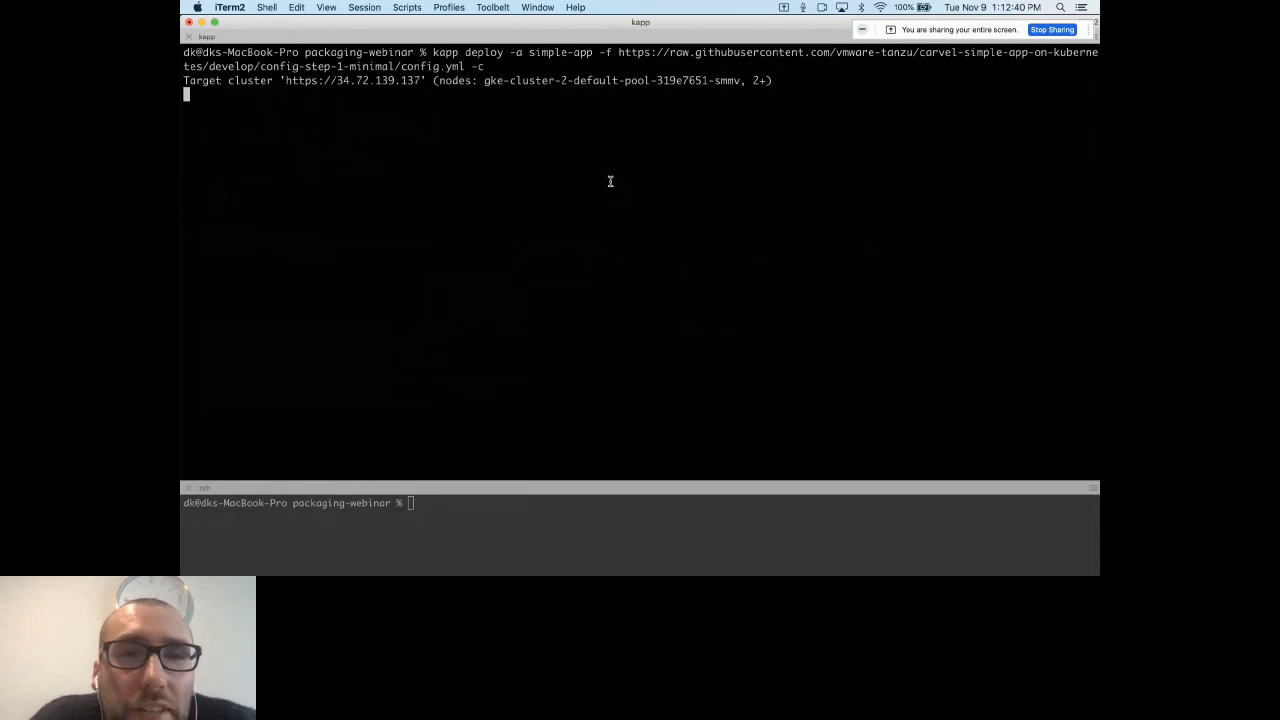 iTerm2 Shell Edit View Session Scripts Profiles Toolbelt Window Help 100% Tue Nov 9 1:12:40 PM
kapp
You are sharing your entire screen. Stop Sharing
kapp
dk@dks-MacBook-Pro packaging-webinar % kapp deploy -a simple-app -f https://raw.githubusercontent.com/vmware-tanzu/carvel-simple-app-on-kuberne
tes/develop/config-step-1-minimal/config.yml -c
Target cluster 'https://34.72.139.137' (nodes: gke-cluster-2-default-pool-319e7651-smmv, 2+)
zsh
dk@dks-MacBook-Pro packaging-webinar %